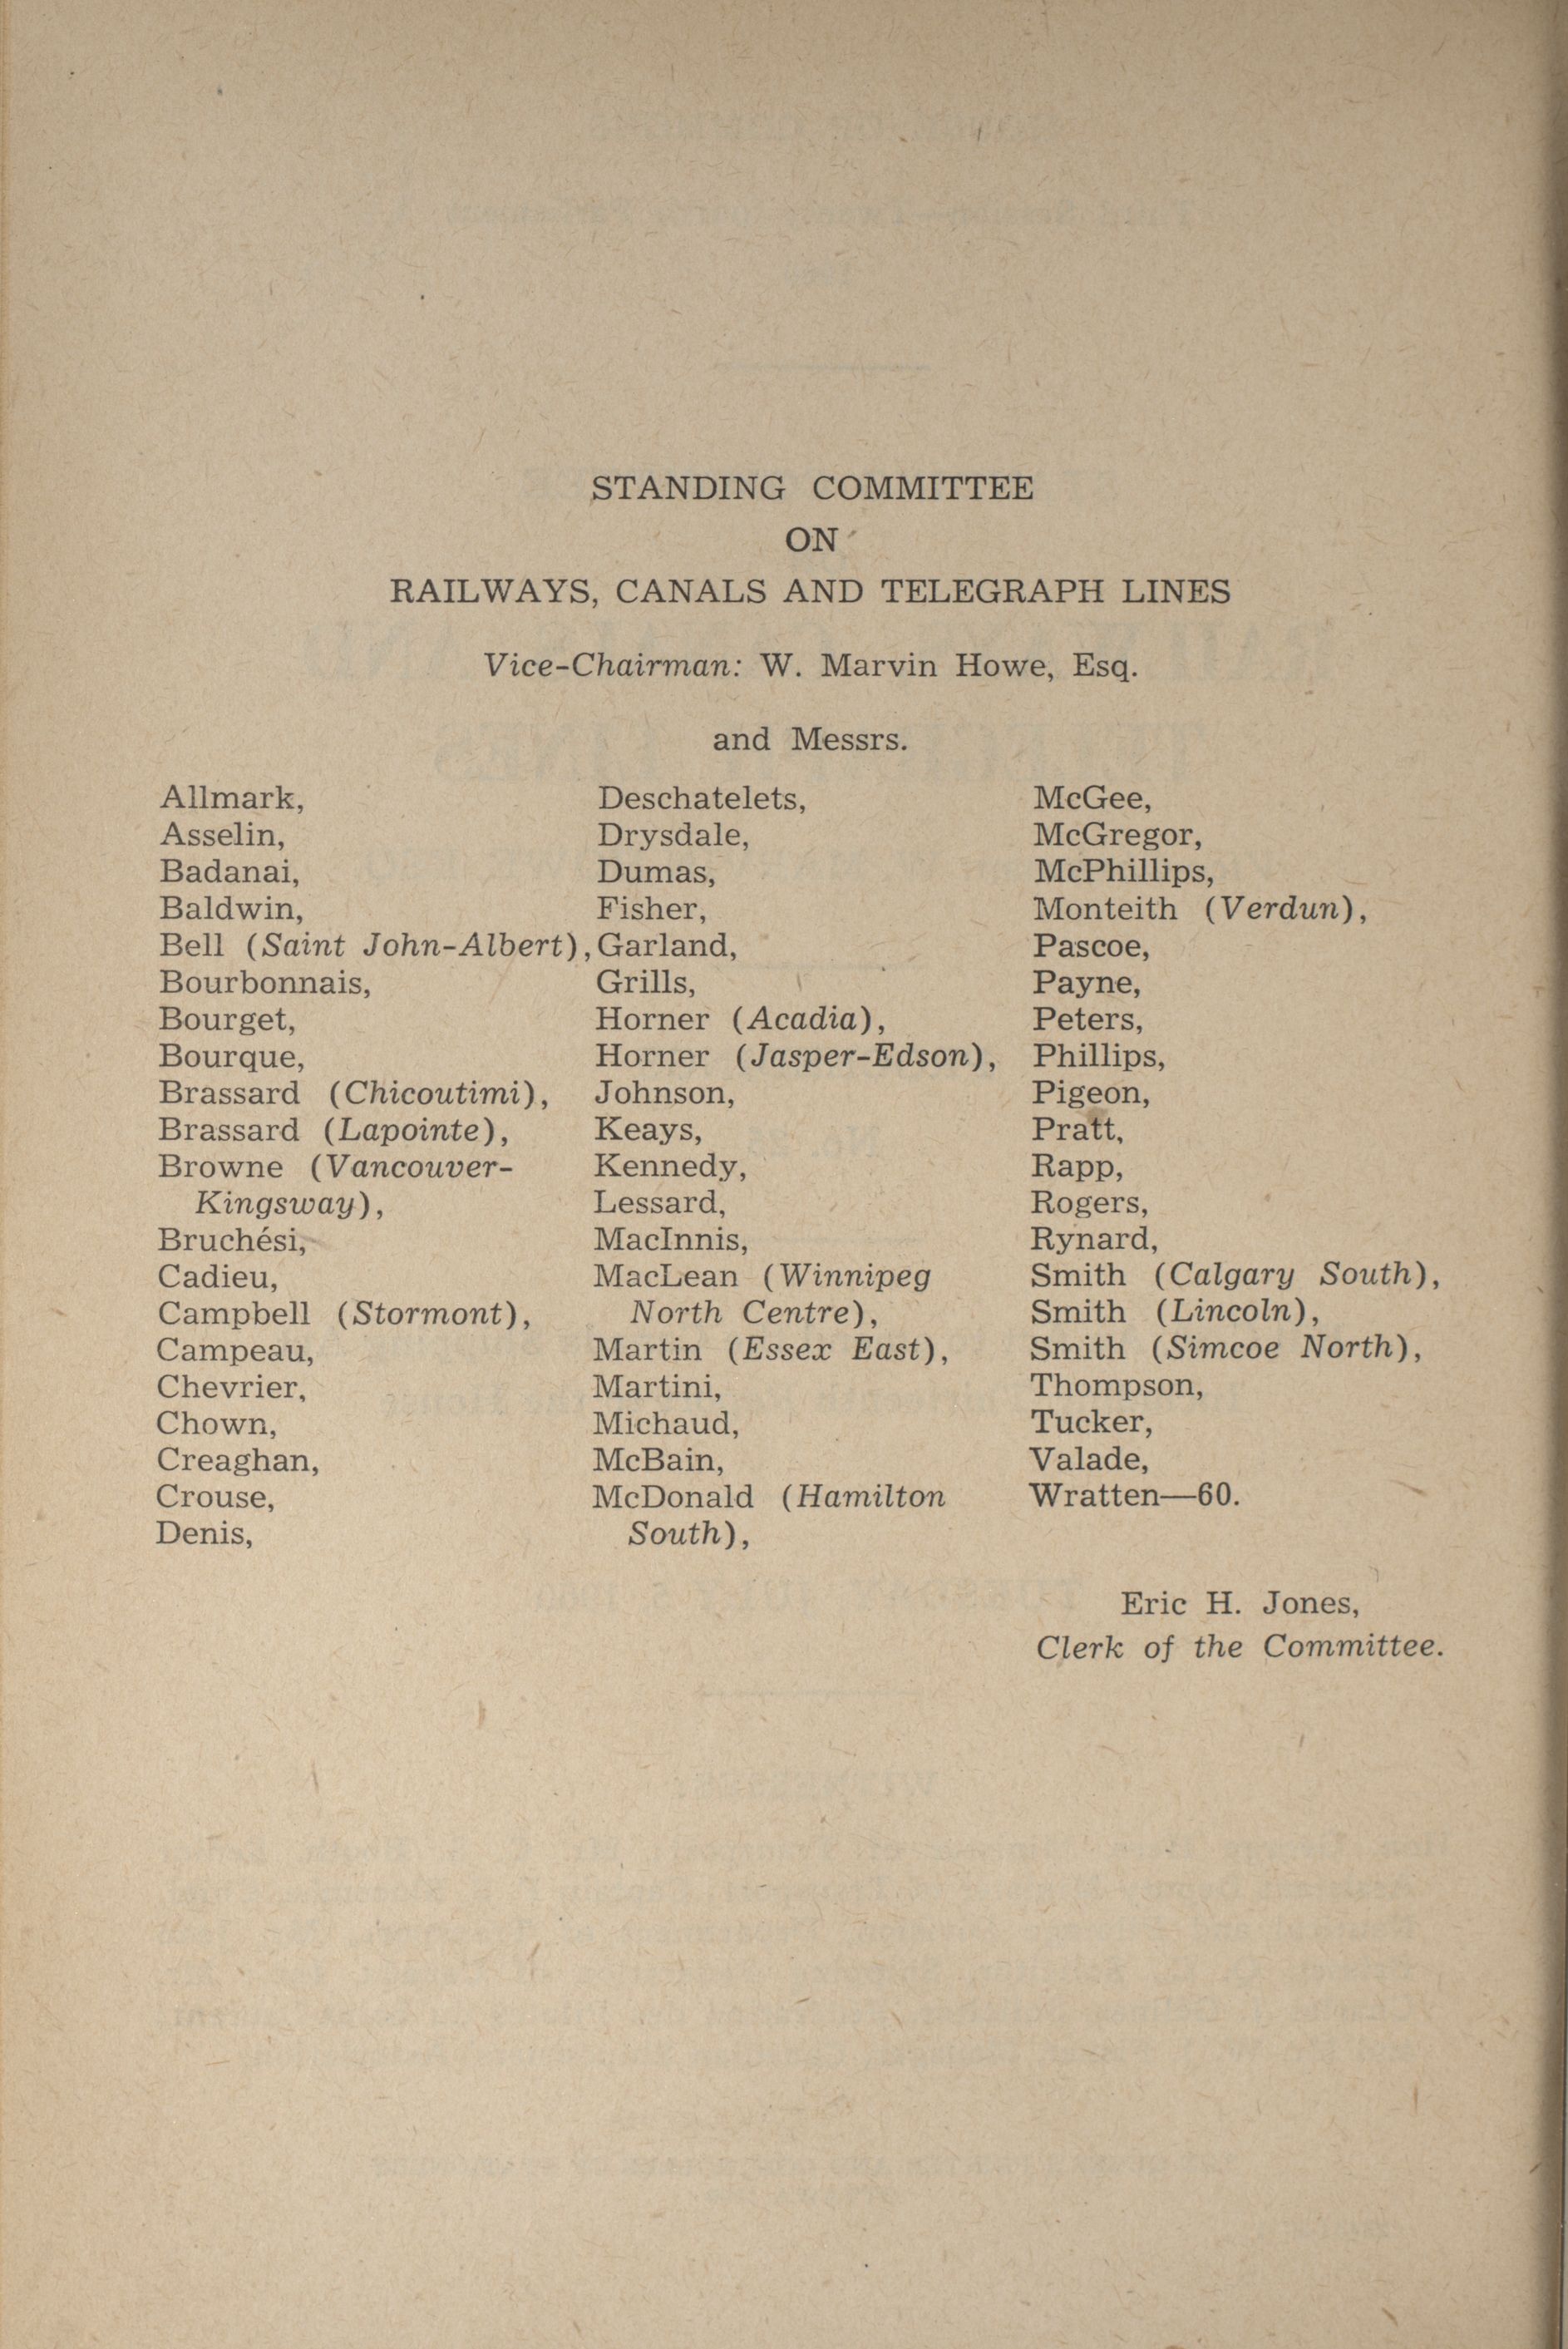 STANDING COMMITTEE
ON
RAILWAYS, CANALS AND TELEGRAPH LINES
Vice-Chairman: W. Marvin Howe, Esq.
and Messrs.
Allmark,
Asselin,
Badanai,
Baldwin,
Bell (Saint John-Albert),
Bourbonnais,
Bourget,
Bourque,
Brassard (Chicoutimi),
Brassard (Lapointe),
Browne (Vancouver-
Kingsway),
Bruchési,
Cadieu,
Campbell (Stormont),
Campeau,
Chevrier,
Chown,
Creaghan,
Crouse,
Denis,
Deschatelets,
Drysdale,
Dumas,
Fisher,
Garland,
Grills,
Horner (Acadia),
Horner (Jasper-Edson),
Johnson,
Keays,
Kennedy,
Lessard,
MacInnis,
MacLean (Winnipeg
North Centre),
Martin (Essex East),
Martini,
Michaud,
McBain,
McDonald (Hamilton
South),
McGee,
McGregor,
McPhillips,
Monteith (Verdun),
Pascoe,
Payne,
Peters,
Phillips,
Pigeon,
Pratt,
Rapp,
Rogers,
Rynard,
Smith (Calgary South),
Smith (Lincoln),
Smith (Simcoe North),
Thompson,
Tucker,
Valade,
Wratten—60.
Eric H. Jones,
Clerk of the Committee.